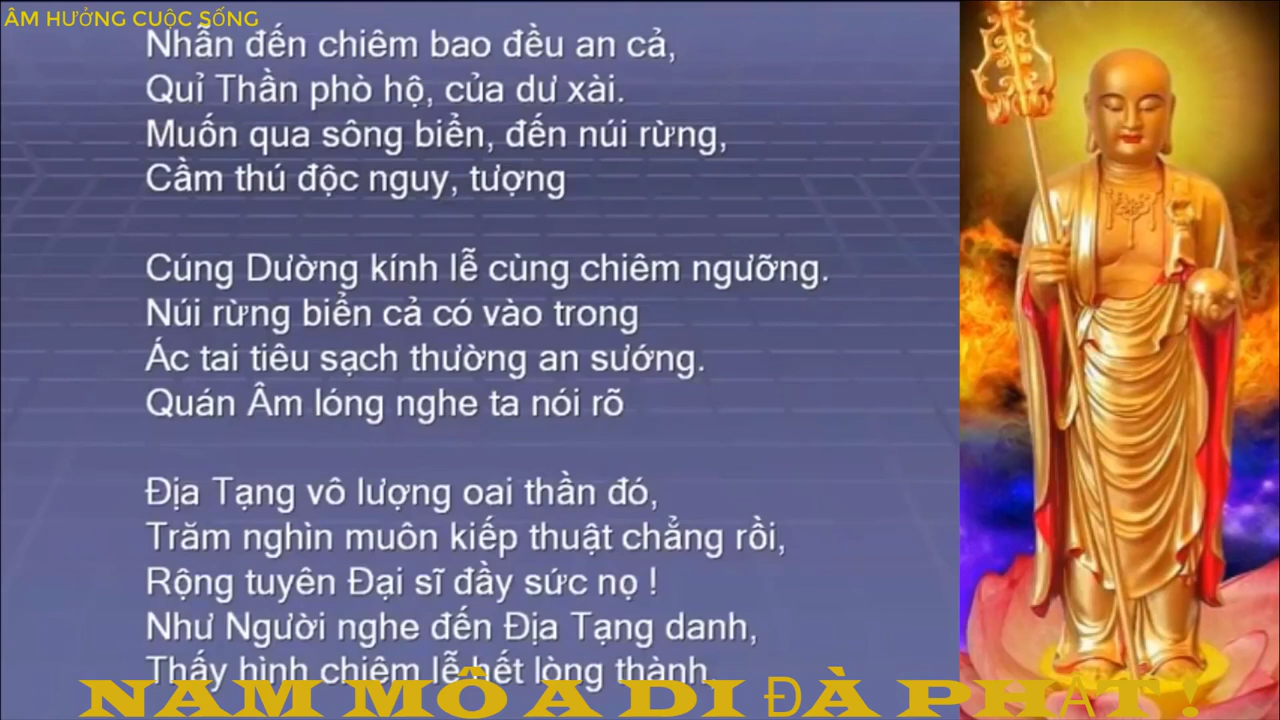 ÂM HƯỞNG CUỘC SỐNG
Nhẫn đến chiêm bao đều an cả,
Quỉ Thần phò hộ, của dư xài.
Muốn qua sông biển, đến núi rừng,
Cầm thú độc nguy, tượng
Cúng Dường kính lễ cùng chiêm ngưỡng.
Núi rừng biển cả có vào trong
Ác tai tiêu sạch thường an sướng.
Quán Âm lóng nghe ta nói rõ
Địa Tạng vô lượng oai thần đó,
Trăm nghìn muôn kiếp thuật chẳng rồi,
Rộng tuyên Đại sĩ đầy sức nọ !
Như Người nghe đến Địa Tạng danh,
Thấy hình chiêm lễ hết lòng thành,
NAM MÔ A DI ĐÀ PHẬT !